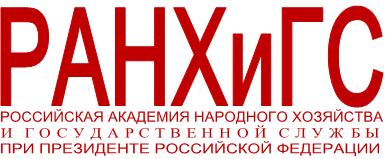 РАНХиГС
РОССИЙСКАЯ АКАДЕМИЯ НАРОДНОГО ХОЗЯЙСТВА
И ГОСУДАРСТВЕННОЙ СЛУЖБЫ
ПРИ ПРЕЗИДЕНТЕ РОССИЙСКОЙ ФЕДЕРАЦИИ